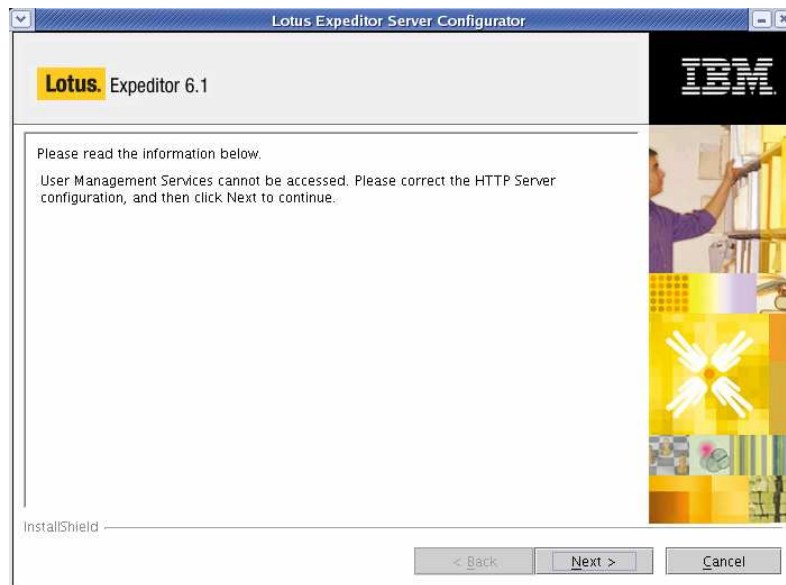 Lotus Expeditor Server Configurator
Lotus. Expeditor 6.1
IBM.
Please read the information below.
User Management Services cannot be accessed. Please correct the HTTP Server
configuration, and then click Next to continue.
InstallShield
< Back
Next >
Cancel